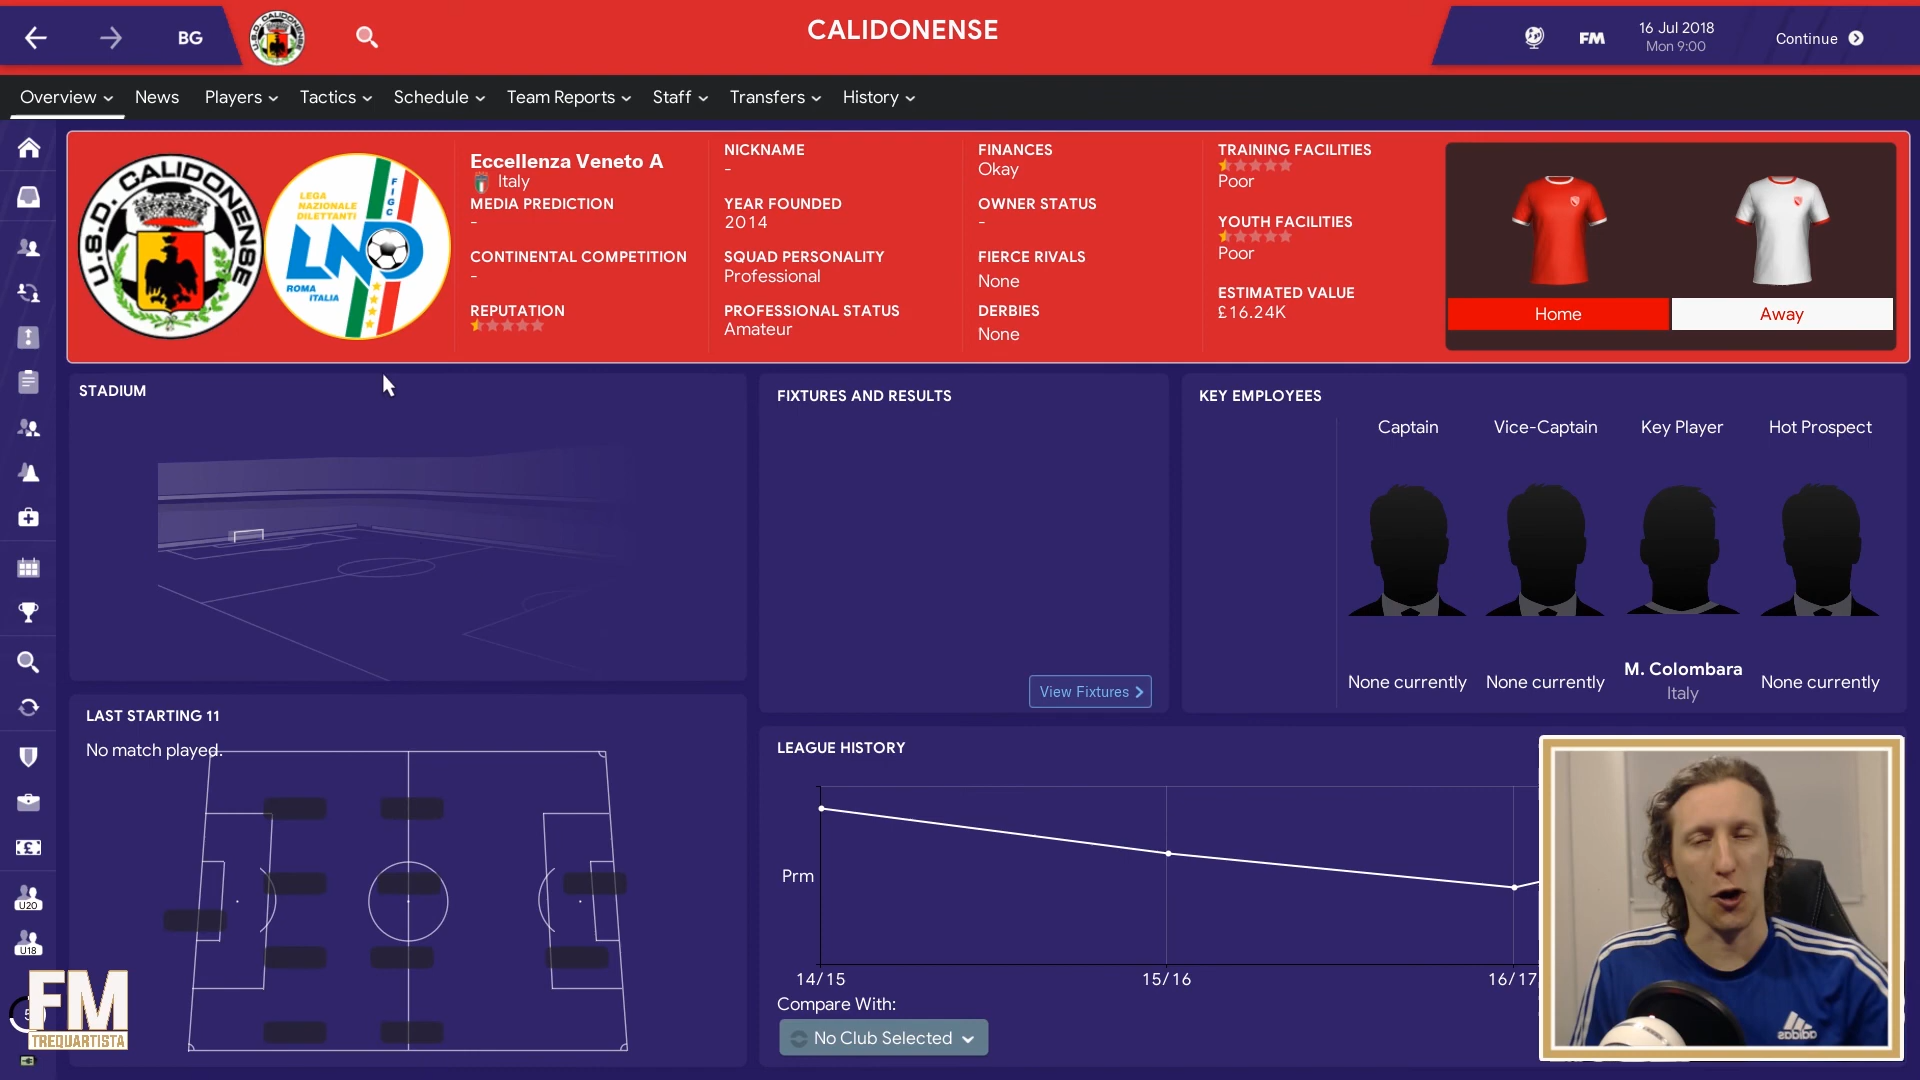 BG
CALIDONENSE
FM
16 Jul 2018
Mon 9:00
Continue
Overview
News
Players
Tactics
Schedule
Team Reports
Staff
Transfers
History
U.S.D. CALIDONENSE
LEGA
NAZIONALE
DILETTANTI
FIGC
LND
ROMA
ITALIA
Eccellenza Veneto A
Italy
MEDIA PREDICTION
-
CONTINENTAL COMPETITION
-
REPUTATION
NICKNAME
-
YEAR FOUNDED
2014
SQUAD PERSONALITY
Professional
PROFESSIONAL STATUS
Amateur
FINANCES
Okay
OWNER STATUS
-
FIERCE RIVALS
None
DERBIES
None
TRAINING FACILITIES
Poor
YOUTH FACILITIES
Poor
ESTIMATED VALUE
£16.24K
Home
Away
STADIUM
FIXTURES AND RESULTS
View Fixtures
KEY EMPLOYEES
Captain
Vice-Captain
Key Player
Hot Prospect
None currently
None currently
M. Colombara
Italy
None currently
LAST STARTING 11
No match played.
LEAGUE HISTORY
Prm
14/15
15/16
16/17
Compare With:
No Club Selected
U20
U18
FM
TREQUARTISTA
adidas